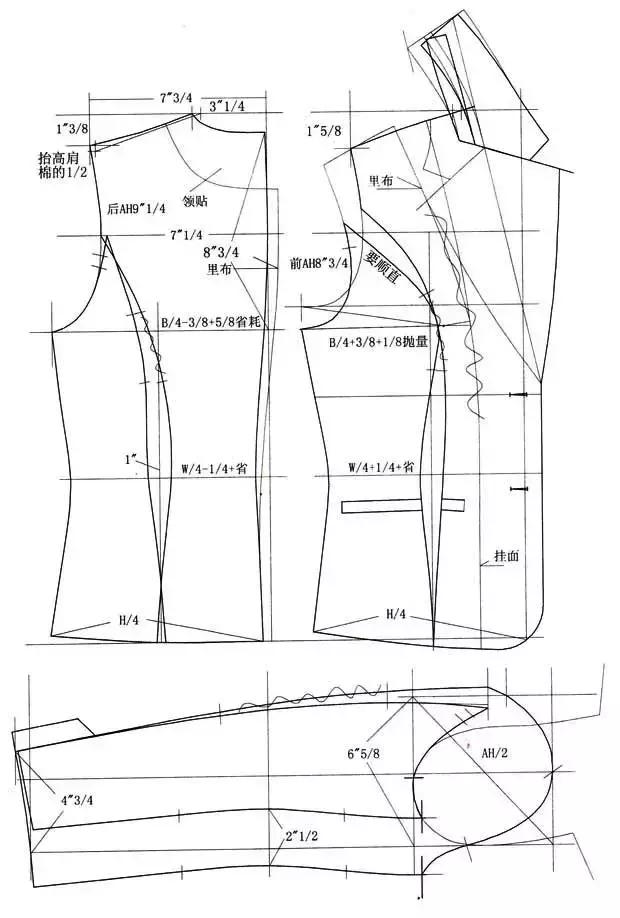 7"3/4
3"1/4
1"3/8
抬高肩
棉的1/2
后AH9"1/4
领贴
7"1/4
8"3/4
里布
B/4-3/8+5/8省耗
1"
W/4-1/4+省
H/4
1"5/8
里布
前AH8"3/4
要顺直
B/4+3/8+1/8抛量
W/4+1/4+省
挂面
H/4
6"5/8
AH/2
4"3/4
2"1/2